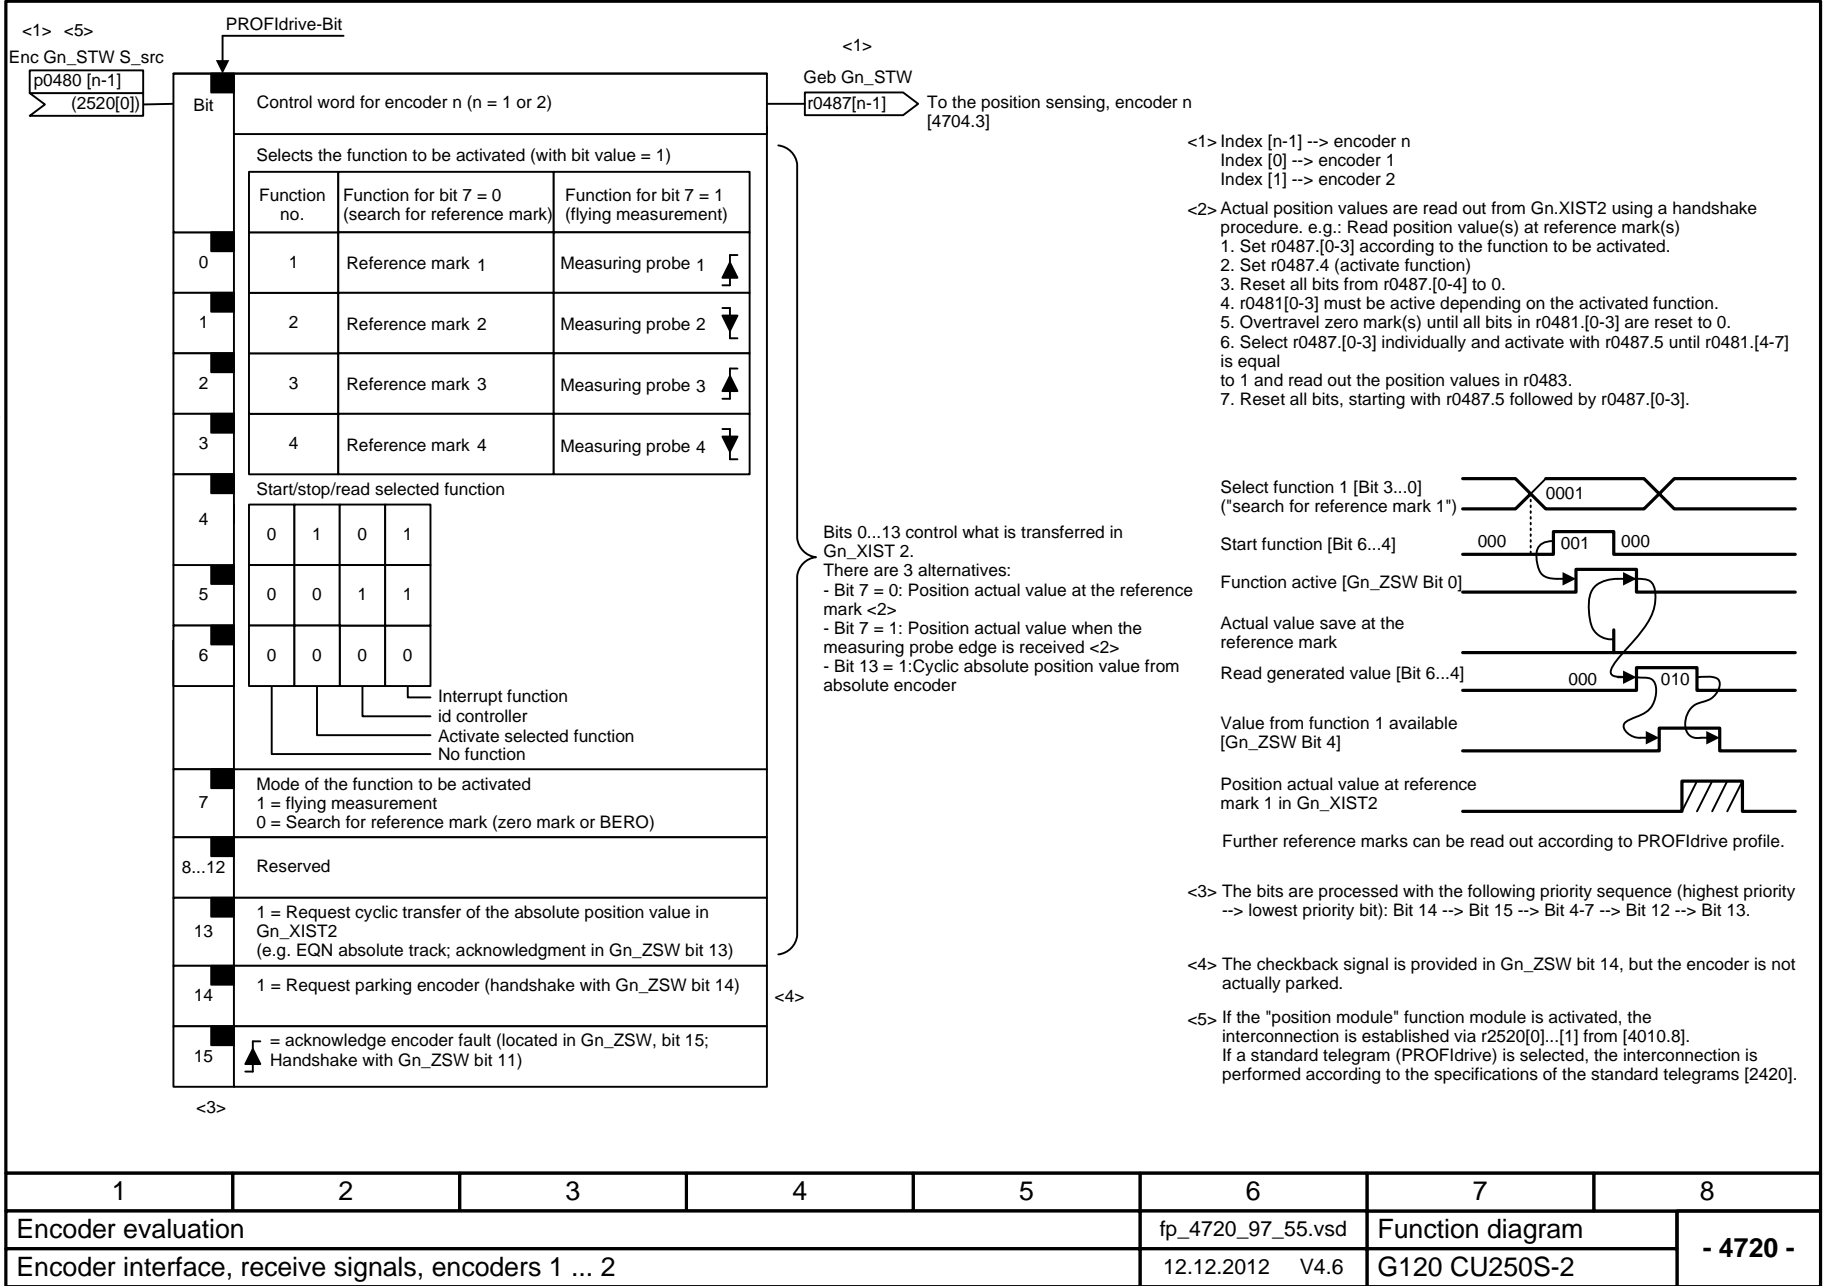 <1> <5>
PROFIdrive-Bit
Enc Gn_STW S_src
p0480 [n-1]
(2520[0])
Bit
Control word for encoder n (n = 1 or 2)
<1>
Geb Gn_STW
r0487[n-1]
To the position sensing, encoder n
[4704.3]
Selects the function to be activated (with bit value = 1)
Function
no.
Function for bit 7 = 0
(search for reference mark)
Function for bit 7 = 1
(flying measurement)
0
1
Reference mark 1
Measuring probe 1
1
2
Reference mark 2
Measuring probe 2
2
3
Reference mark 3
Measuring probe 3
3
4
Reference mark 4
Measuring probe 4
Start/stop/read selected function
4
0 1 0 1
5
0 0 1 1
6
0 0 0 0
Interrupt function
id controller
Activate selected function
No function
7
Mode of the function to be activated
1 = flying measurement
0 = Search for reference mark (zero mark or BERO)
8...12
Reserved
13
1 = Request cyclic transfer of the absolute position value in
Gn_XIST2
(e.g. EQN absolute track; acknowledgment in Gn_ZSW bit 13)
14
1 = Request parking encoder (handshake with Gn_ZSW bit 14)
<4>
15
= acknowledge encoder fault (located in Gn_ZSW, bit 15;
Handshake with Gn_ZSW bit 11)
<3>
Bits 0...13 control what is transferred in
Gn_XIST 2.
There are 3 alternatives:
- Bit 7 = 0: Position actual value at the reference
mark <2>
- Bit 7 = 1: Position actual value when the
measuring probe edge is received <2>
- Bit 13 = 1:Cyclic absolute position value from
absolute encoder
<1> Index [n-1] --> encoder n
Index [0] --> encoder 1
Index [1] --> encoder 2
<2> Actual position values are read out from Gn.XIST2 using a handshake
procedure. e.g.: Read position value(s) at reference mark(s)
1. Set r0487.[0-3] according to the function to be activated.
2. Set r0487.4 (activate function)
3. Reset all bits from r0487.[0-4] to 0.
4. r0481[0-3] must be active depending on the activated function.
5. Overtravel zero mark(s) until all bits in r0481.[0-3] are reset to 0.
6. Select r0487.[0-3] individually and activate with r0487.5 until r0481.[4-7]
is equal
to 1 and read out the position values in r0483.
7. Reset all bits, starting with r0487.5 followed by r0487.[0-3].
Select function 1 [Bit 3...0]
("search for reference mark 1")
0001
Start function [Bit 6...4]
000 001 000
Function active [Gn_ZSW Bit 0]
Actual value save at the
reference mark
Read generated value [Bit 6...4]
000 010
Value from function 1 available
[Gn_ZSW Bit 4]
Position actual value at reference
mark 1 in Gn_XIST2
Further reference marks can be read out according to PROFIdrive profile.
<3> The bits are processed with the following priority sequence (highest priority
--> lowest priority bit): Bit 14 --> Bit 15 --> Bit 4-7 --> Bit 12 --> Bit 13.
<4> The checkback signal is provided in Gn_ZSW bit 14, but the encoder is not
actually parked.
<5> If the "position module" function module is activated, the
interconnection is established via r2520[0]...[1] from [4010.8].
If a standard telegram (PROFIdrive) is selected, the interconnection is
performed according to the specifications of the standard telegrams [2420].
1 2 3 4 5 6 7 8
Encoder evaluation
fp_4720_97_55.vsd
Function diagram
- 4720 -
Encoder interface, receive signals, encoders 1 ... 2
12.12.2012 V4.6
G120 CU250S-2